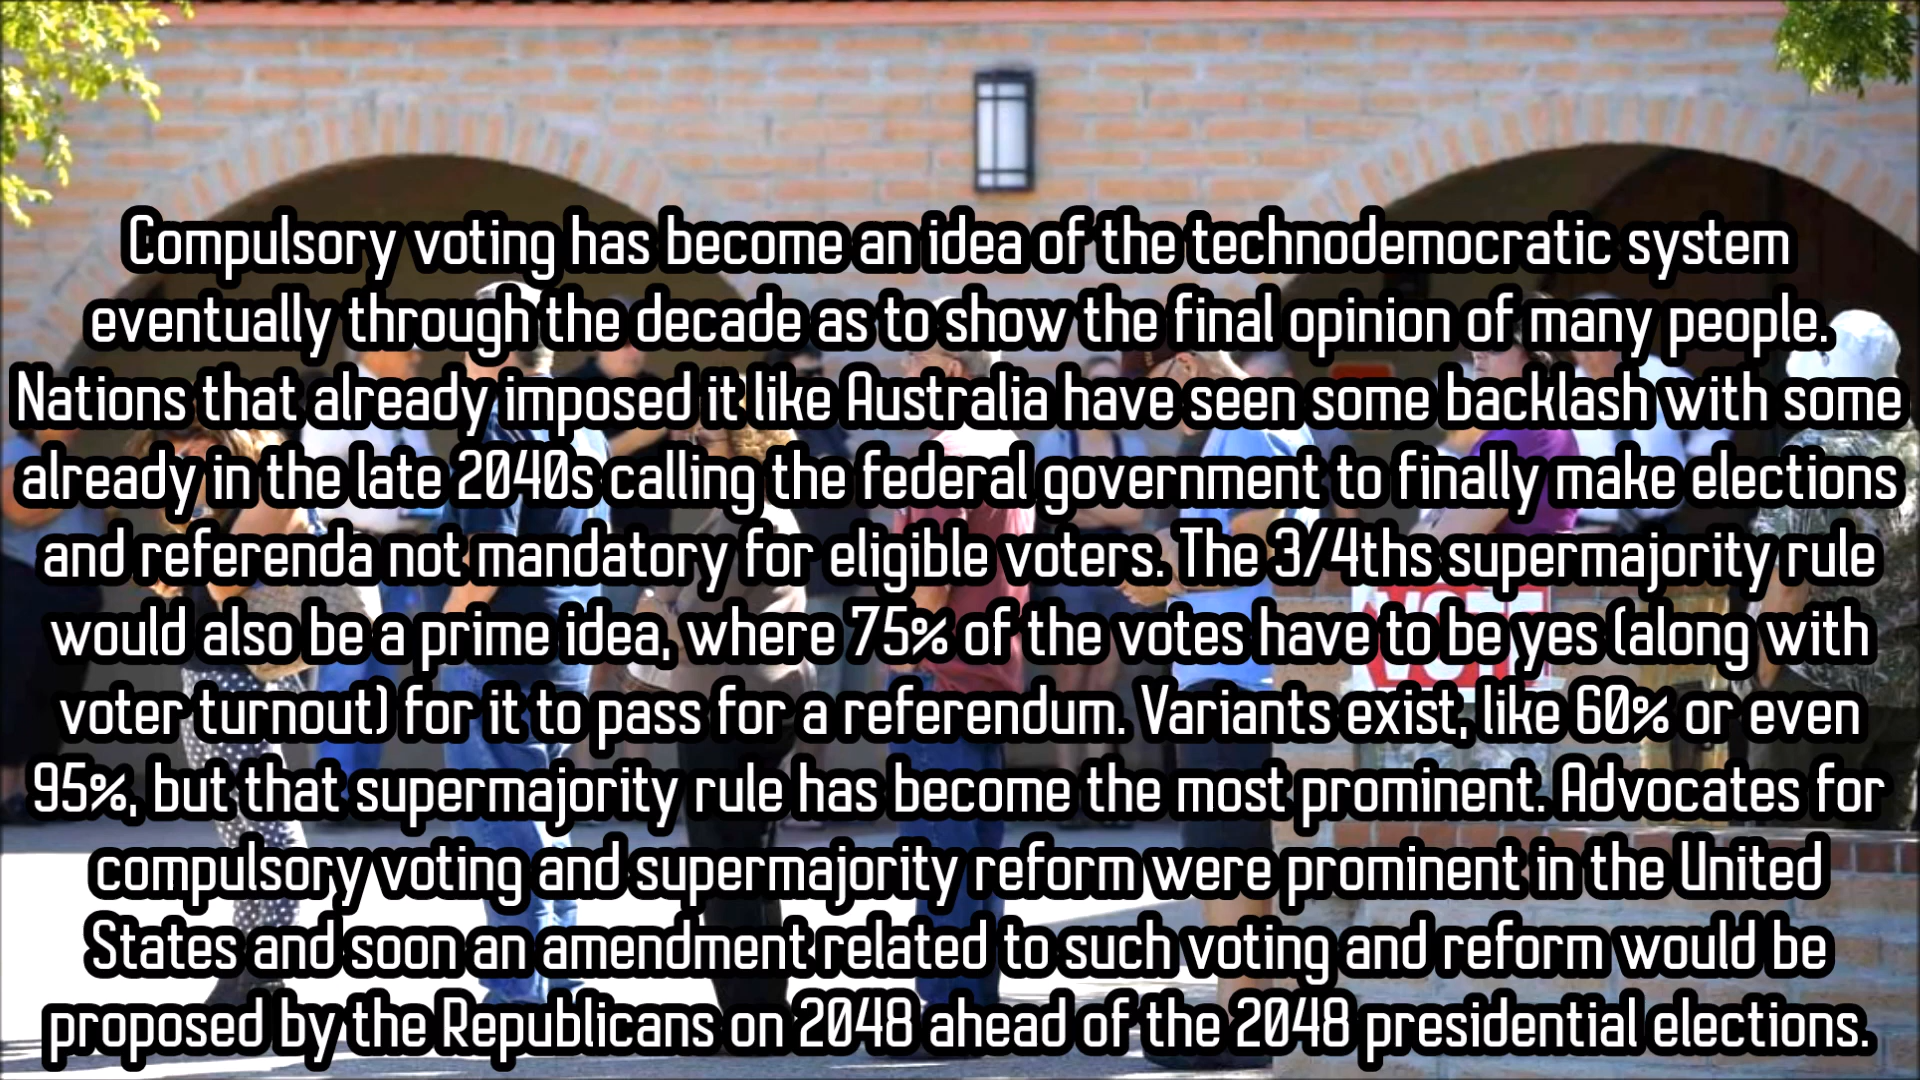 Compulsory voting has become an idea of the technodemocratic system
eventually through the decade as to show the final opinion of many people.
Nations that already imposed it like Australia have seen some backlash with some
already in the late 2040s calling the federal government to finally make elections
and referenda not mandatory for eligible voters. The 3/4ths supermajority rule
would also be a prime idea, where 75% of the votes have to be yes (along with
voter turnout) for it to pass for a referendum. Variants exist, like 60% or even
95%, but that supermajority rule has become the most prominent. Advocates for
compulsory voting and supermajority reform were prominent in the United
States and soon an amendment related to such voting and reform would be
proposed by the Republicans on 2048 ahead of the 2048 presidential elections.
VOTE